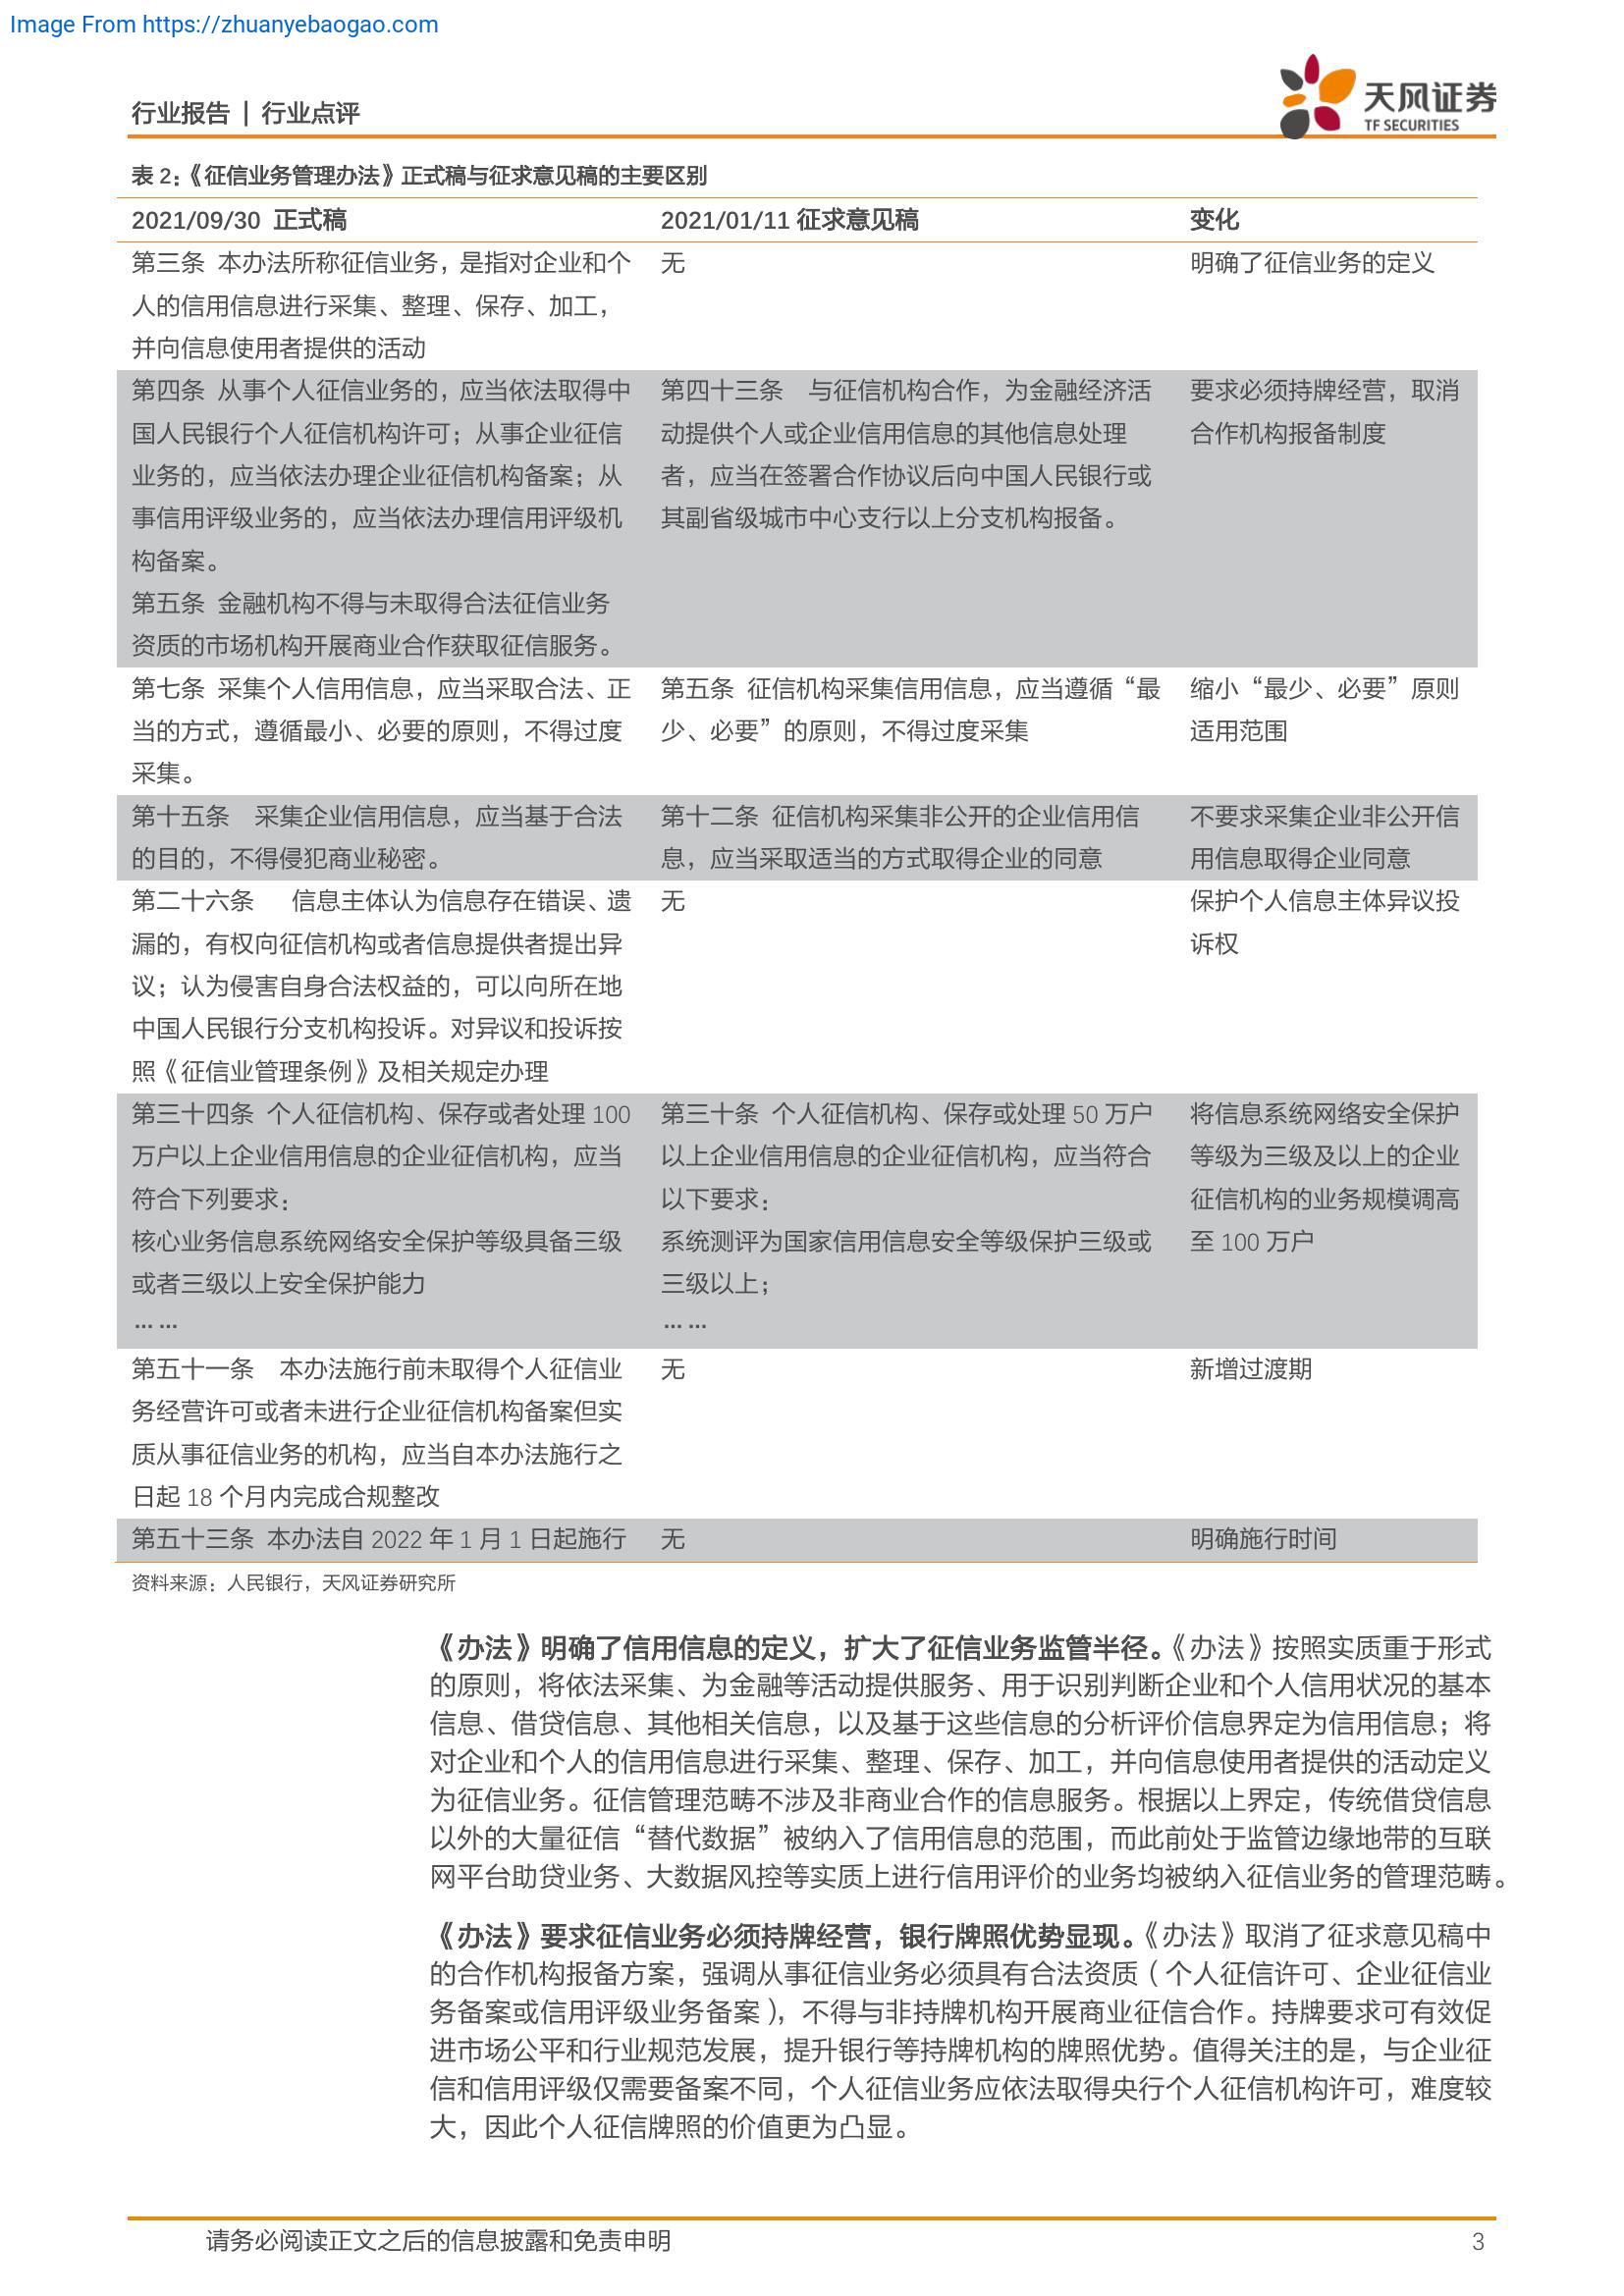 Image From https://zhuanyebaogao.com
行业报告 | 行业点评
天风证券
TF SECURITIES
表 2：《征信业务管理办法》正式稿与征求意见稿的主要区别
2021/09/30 正式稿 2021/01/11 征求意见稿 变化
第三条 本办法所称征信业务，是指对企业和个
人的信用信息进行采集、整理、保存、加工，
并向信息使用者提供的活动
无
明确了征信业务的定义
第四条 从事个人征信业务的，应当依法取得中
国人民银行个人征信机构许可；从事企业征信
业务的，应当依法办理企业征信机构备案；从
事信用评级业务的，应当依法办理信用评级机
构备案。
第五条 金融机构不得与未取得合法征信业务
资质的市场机构开展商业合作获取征信服务。
第四十三条 与征信机构合作，为金融经济活
动提供个人或企业信用信息的其他信息处理
者，应当在签署合作协议后向中国人民银行或
其副省级城市中心支行以上分支机构报备。
要求必须持牌经营，取消
合作机构报备制度
第七条 采集个人信用信息，应当采取合法、正
当的方式，遵循最小、必要的原则，不得过度
采集。
第五条 征信机构采集信用信息，应当遵循“最
少、必要”的原则，不得过度采集
缩小“最少、必要”原则
适用范围
第十五条 采集企业信用信息，应当基于合法
的目的，不得侵犯商业秘密。
第十二条 征信机构采集非公开的企业信用信
息，应当采取适当的方式取得企业的同意
不要求采集企业非公开信
用信息取得企业同意
第二十六条 信息主体认为信息存在错误、遗
漏的，有权向征信机构或者信息提供者提出异
议；认为侵害自身合法权益的，可以向所在地
中国人民银行分支机构投诉。对异议和投诉按
照《征信业管理条例》及相关规定办理
无
保护个人信息主体异议投
诉权
第三十四条 个人征信机构、保存或者处理 100
万户以上企业信用信息的企业征信机构，应当
符合下列要求：
核心业务信息系统网络安全保护等级具备三级
或者三级以上安全保护能力
……
第三十条 个人征信机构、保存或处理 50 万户
以上企业信用信息的企业征信机构，应当符合
以下要求：
系统测评为国家信用信息安全等级保护三级或
三级以上；
……
将信息系统网络安全保护
等级为三级及以上的企业
征信机构的业务规模调高
至 100 万户
第五十一条 本办法施行前未取得个人征信业
务经营许可或者未进行企业征信机构备案但实
质从事征信业务的机构，应当自本办法施行之
日起 18 个月内完成合规整改
无
新增过渡期
第五十三条 本办法自 2022 年 1 月 1 日起施行
无
明确施行时间
资料来源：人民银行，天风证券研究所
《办法》明确了信用信息的定义，扩大了征信业务监管半径。《办法》按照实质重于形式
的原则，将依法采集、为金融等活动提供服务、用于识别判断企业和个人信用状况的基本
信息、借贷信息、其他相关信息，以及基于这些信息的分析评价信息界定为信用信息；将
对企业和个人的信用信息进行采集、整理、保存、加工，并向信息使用者提供的活动定义
为征信业务。征信管理范畴不涉及非商业合作的信息服务。根据以上界定，传统借贷信息
以外的大量征信“替代数据”被纳入了信用信息的范围，而此前处于监管边缘地带的互联
网平台助贷业务、大数据风控等实质上进行信用评价的业务均被纳入征信业务的管理范畴。
《办法》要求征信业务必须持牌经营，银行牌照优势显现。《办法》取消了征求意见稿中
的合作机构报备方案，强调从事征信业务必须具有合法资质（个人征信许可、企业征信业
务备案或信用评级业务备案），不得与非持牌机构开展商业征信合作。持牌要求可有效促
进市场公平和行业规范发展，提升银行等持牌机构的牌照优势。值得关注的是，与企业征
信和信用评级仅需要备案不同，个人征信业务应依法取得央行个人征信机构许可，难度较
大，因此个人征信牌照的价值更为凸显。
请务必阅读正文之后的信息披露和免责申明 3